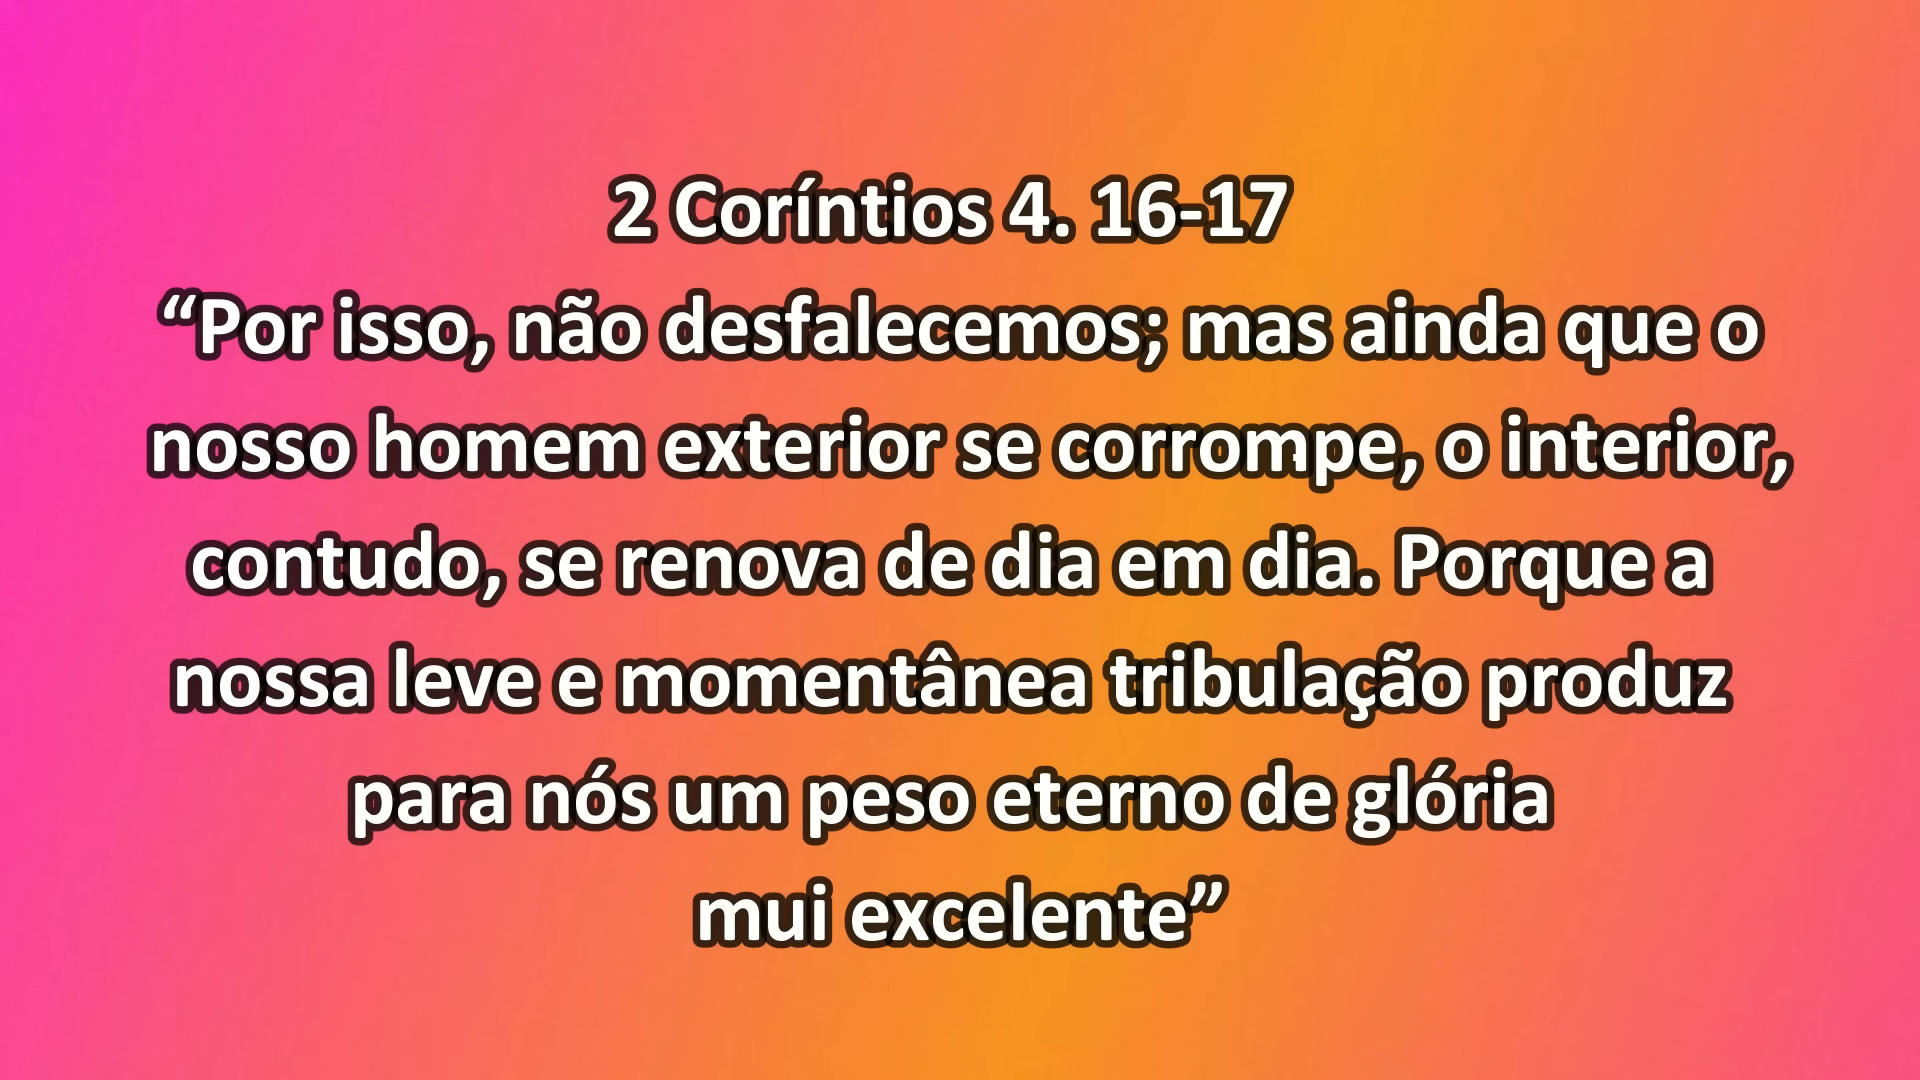 2 Coríntios 4. 16-17
“Por isso, não desfalecemos; mas ainda que o
nosso homem exterior se corrompe, o interior,
contudo, se renova de dia em dia. Porque a
nossa leve e momentânea tribulação produz
para nós um peso eterno de glória
mui excelente”